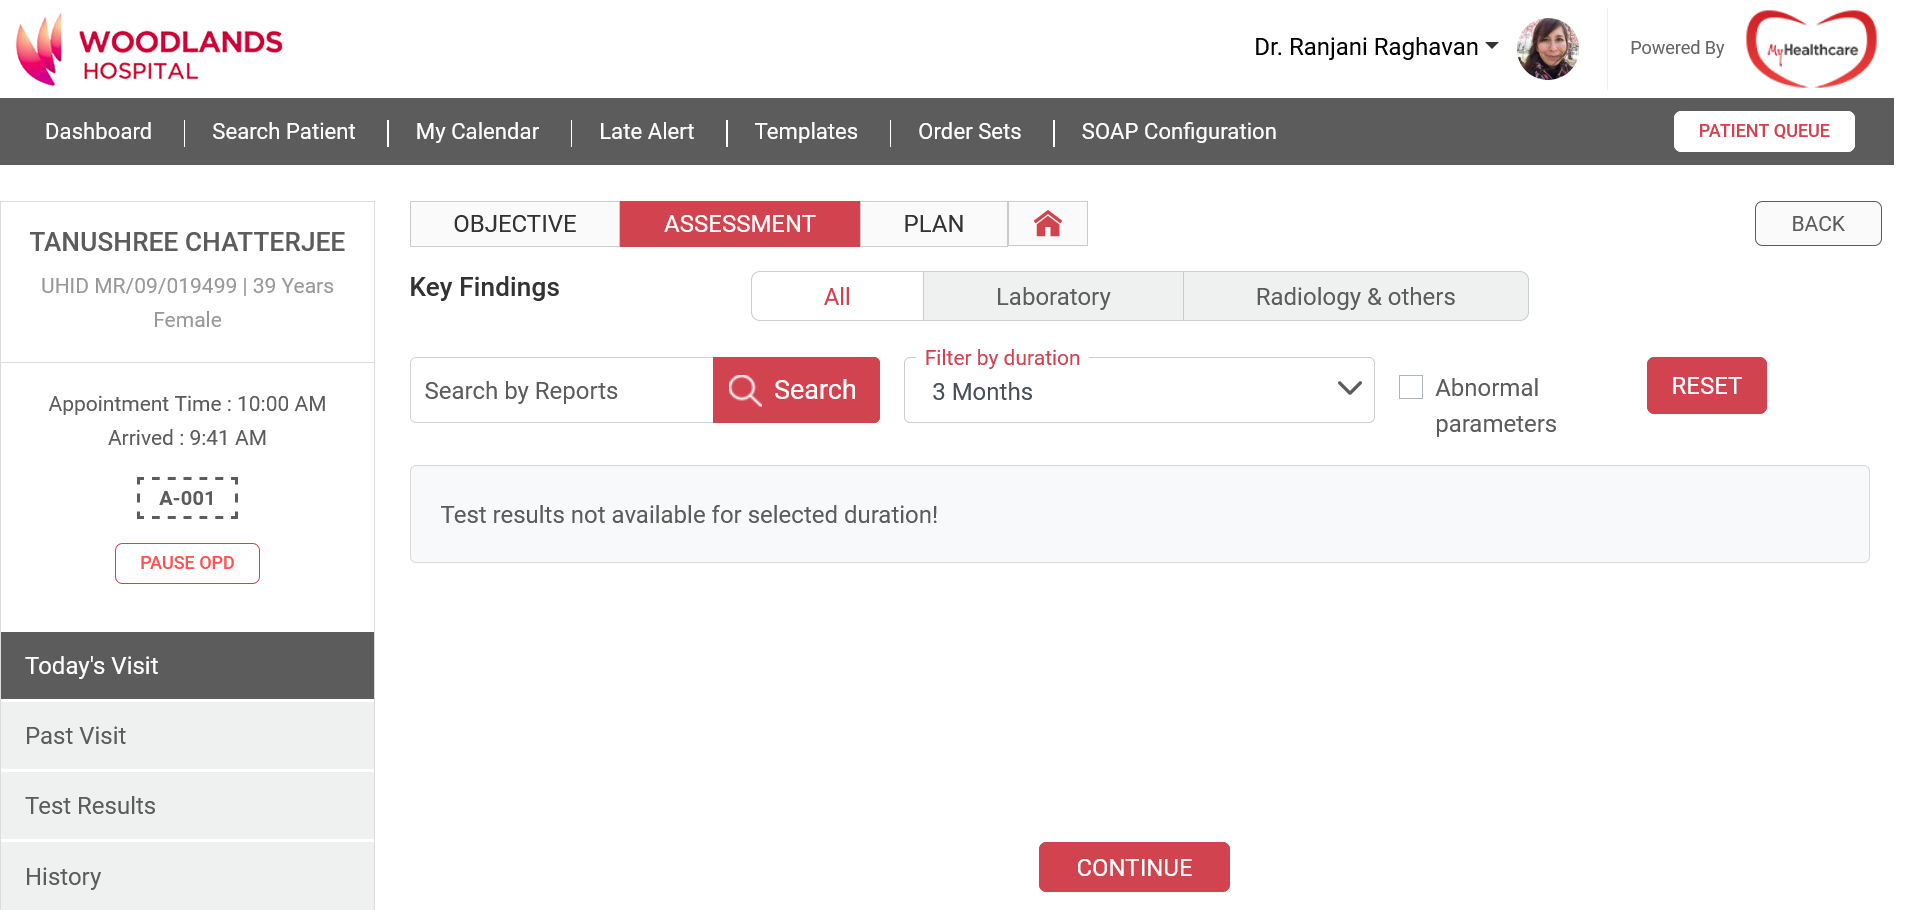 WOODLANDS
HOSPITAL
Dr. Ranjani Raghavan
Powered By
MyHealthcare
Dashboard
Search Patient
My Calendar
Late Alert
Templates
Order Sets
SOAP Configuration
PATIENT QUEUE
TANUSHREE CHATTERJEE
UHID MR/09/019499 | 39 Years
Female
Appointment Time : 10:00 AM
Arrived : 9:41 AM
A-001
PAUSE OPD
Today's Visit
Past Visit
Test Results
History
OBJECTIVE
ASSESSMENT
PLAN
BACK
Key Findings
All
Laboratory
Radiology & others
Search by Reports
Search
Filter by duration
3 Months
Abnormal
parameters
RESET
Test results not available for selected duration!
CONTINUE